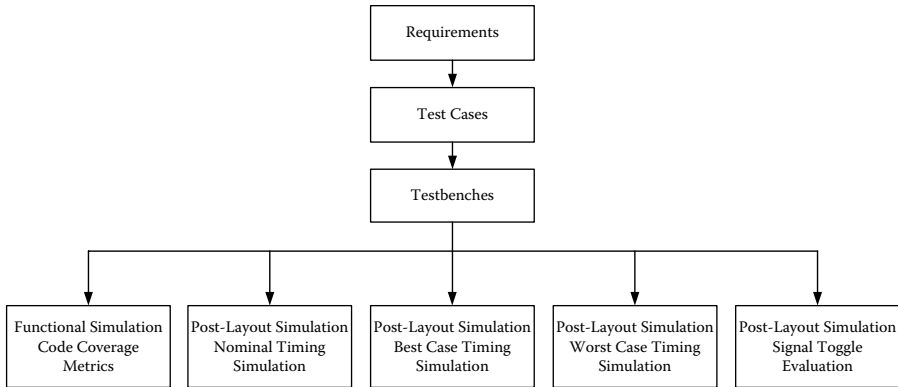 Requirements
Test Cases
Testbenches
Functional Simulation
Code Coverage
Metrics
Post-Layout Simulation
Nominal Timing
Simulation
Post-Layout Simulation
Best Case Timing
Simulation
Post-Layout Simulation
Worst Case Timing
Simulation
Post-Layout Simulation
Signal Toggle
Evaluation